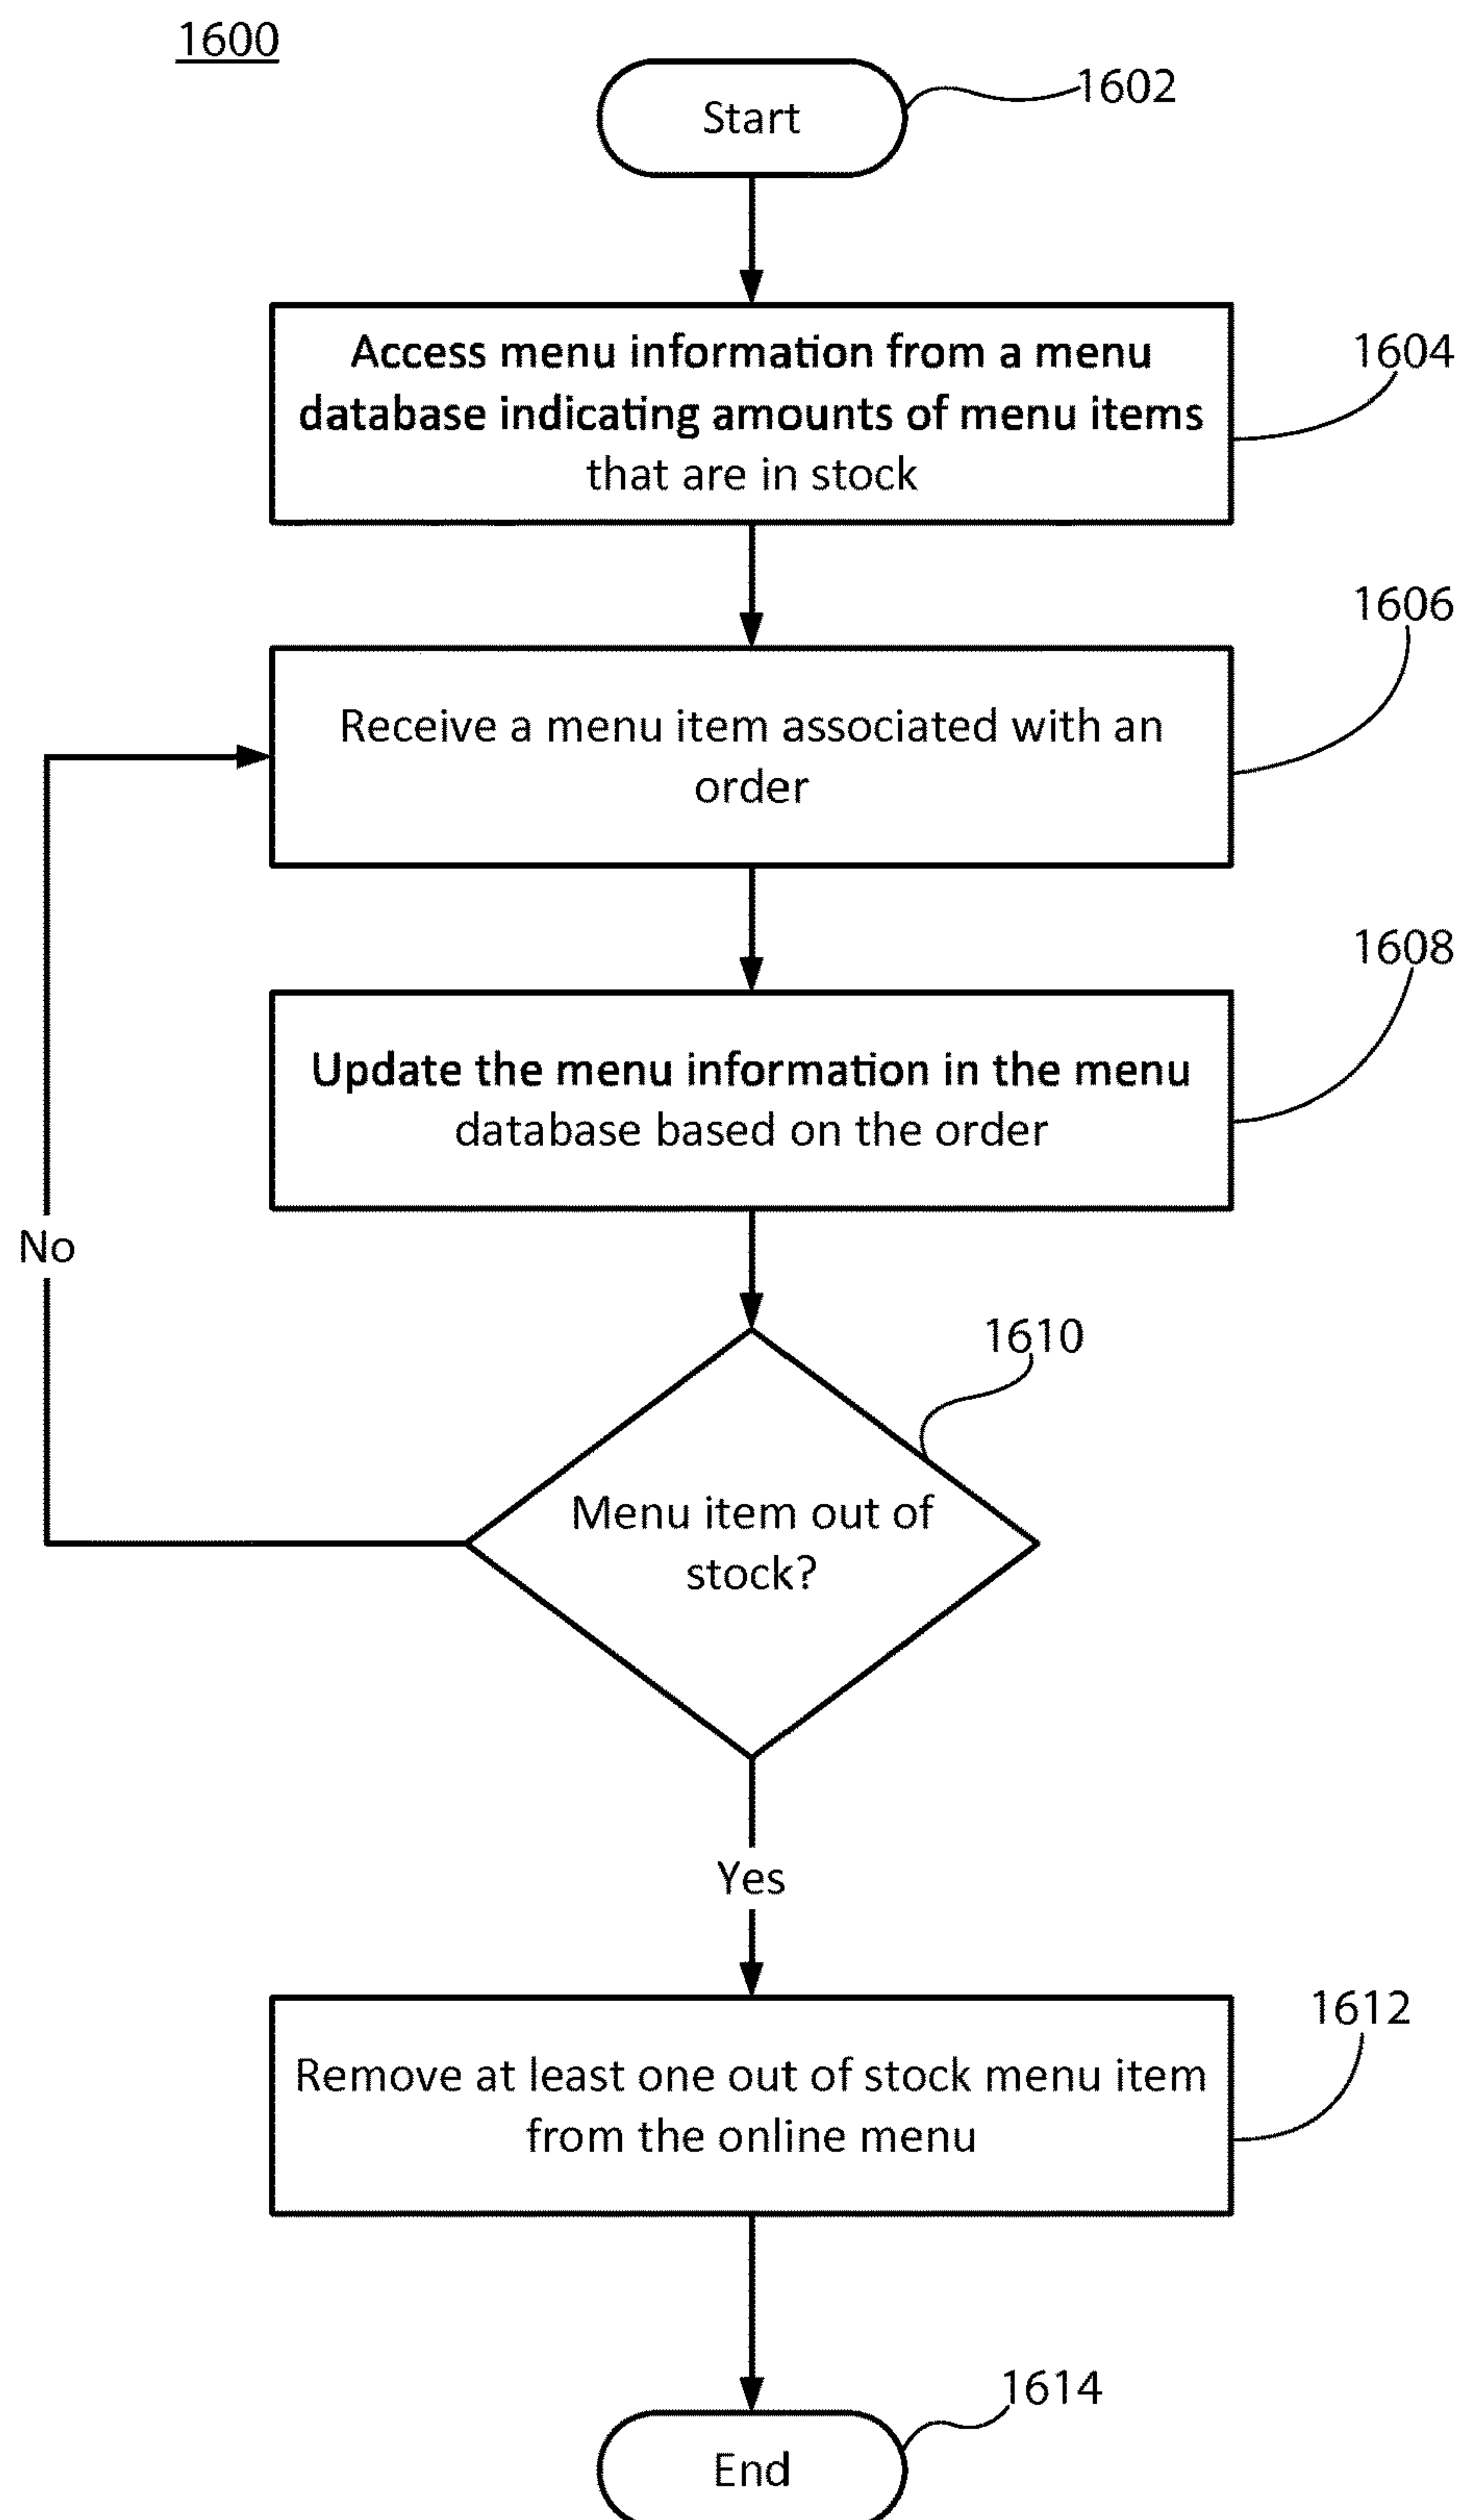 1600
Start
1602
Access menu information from a menu
database indicating amounts of menu items
that are in stock
1604
1606
Receive a menu item associated with an
order
1608
Update the menu information in the menu
database based on the order
No
1610
Menu item out of
stock?
Yes
1612
Remove at least one out of stock menu item
from the online menu
1614
End